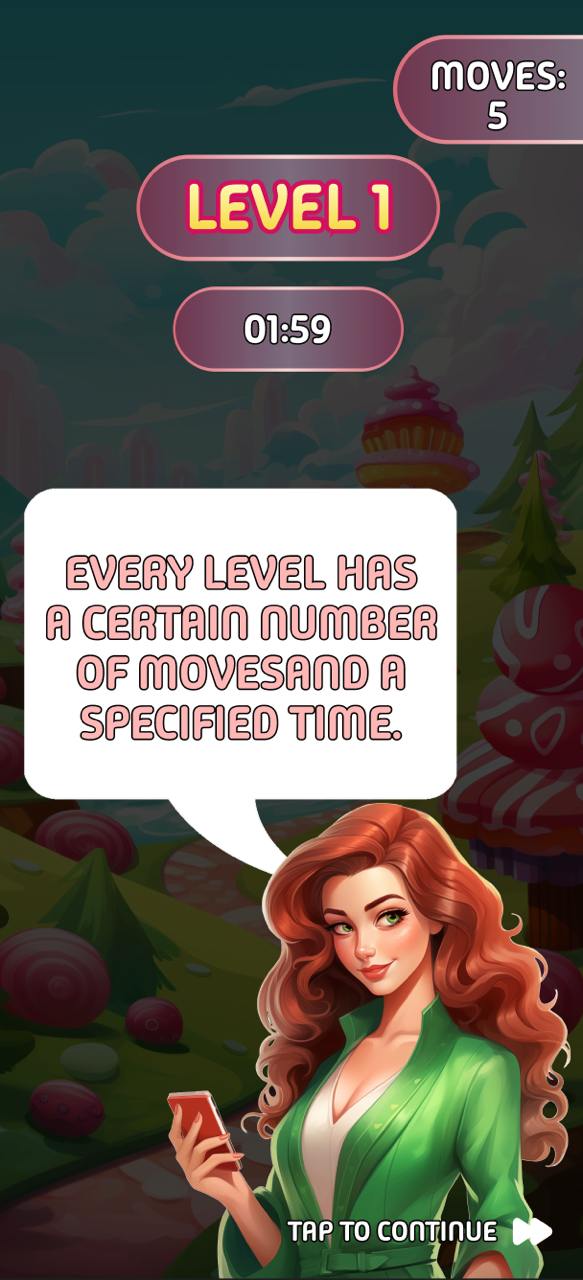 MOVES:
5
LEVEL 1
01:59
EVERY LEVEL HAS
A CERTAIN NUMBER
OF MOVESAND A
SPECIFIED TIME.
TAP TO CONTINUE